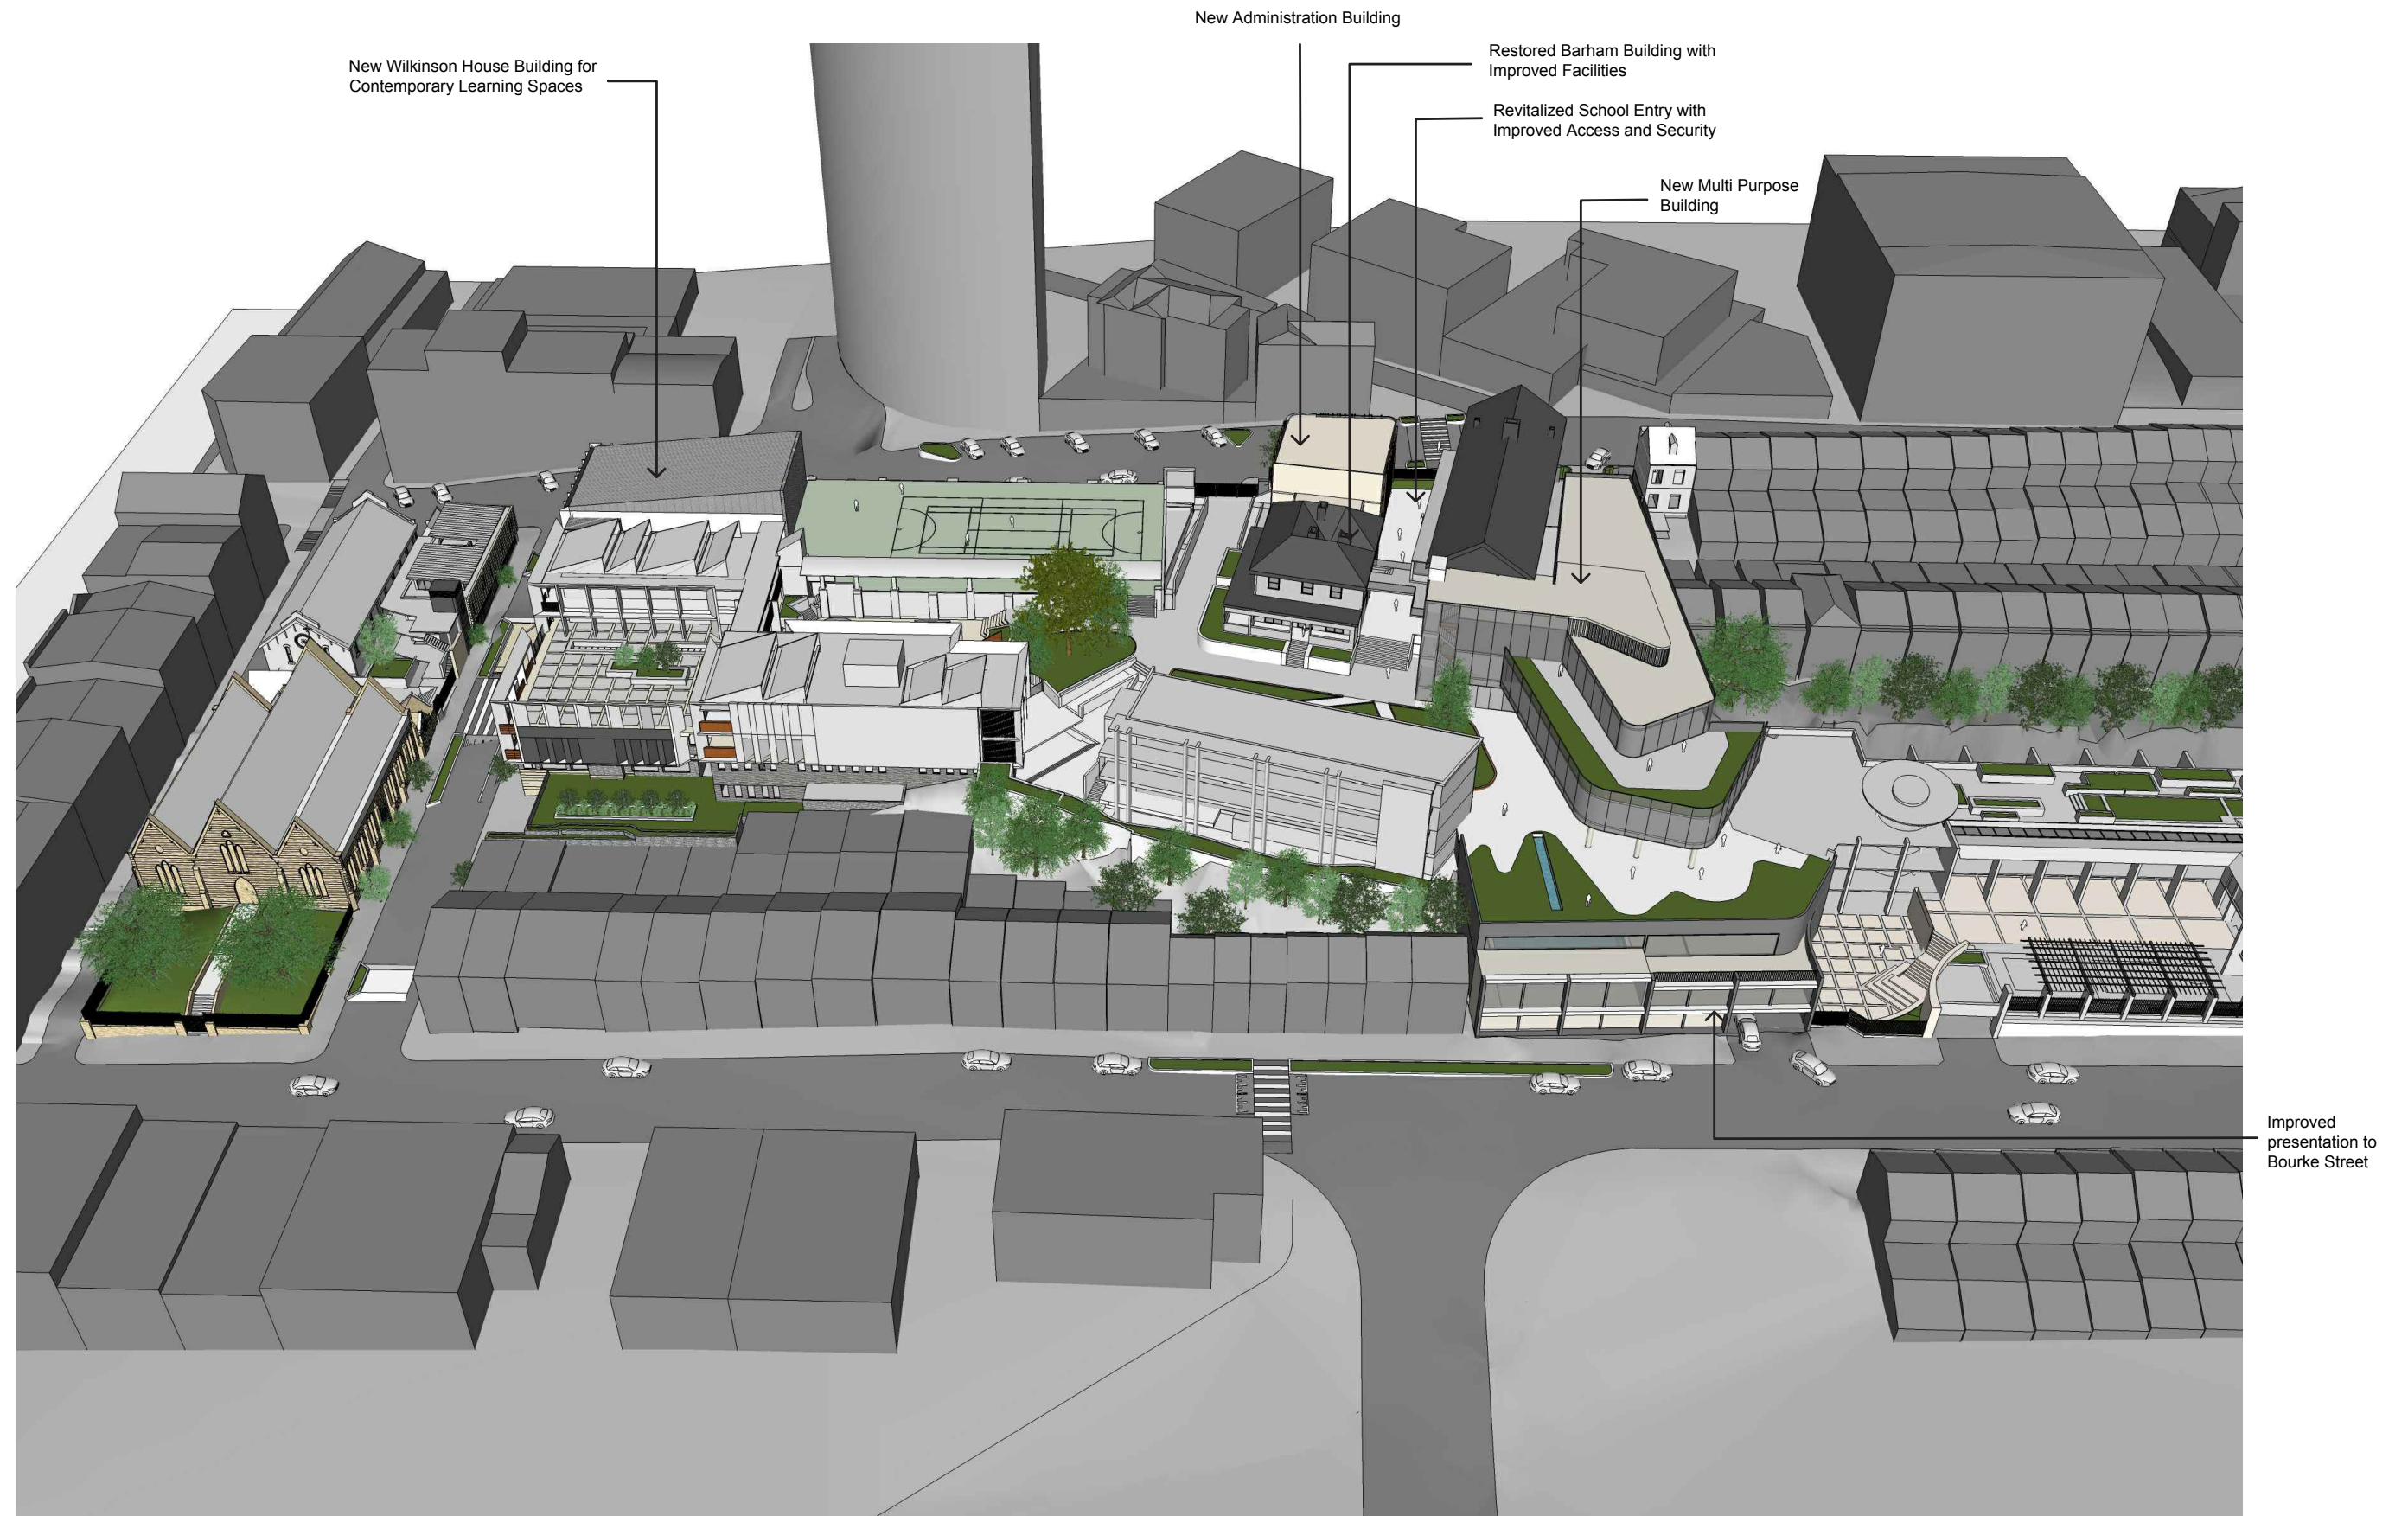 New Administration Building
New Wilkinson House Building for
Contemporary Learning Spaces
Restored Barham Building with
Improved Facilities
Revitalized School Entry with
Improved Access and Security
New Multi Purpose
Building
Improved
presentation to
Bourke Street